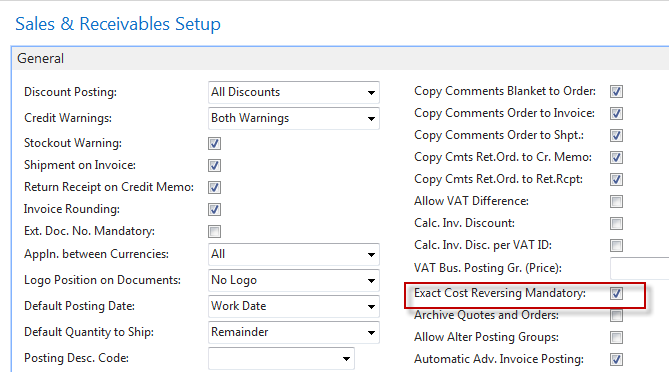 Sales & Receivables Setup
General
Discount Posting: All Discounts
Credit Warnings: Both Warnings
Stockout Warning:
Shipment on Invoice:
Return Receipt on Credit Memo:
Invoice Rounding:
Ext. Doc. No. Mandatory:
Appln. between Currencies: All
Logo Position on Documents: No Logo
Default Posting Date: Work Date
Default Quantity to Ship: Remainder
Posting Desc. Code:
Copy Comments Blanket to Order:
Copy Comments Order to Invoice:
Copy Comments Order to Shpt.:
Copy Cmts Ret.Ord. to Cr. Memo:
Copy Cmts Ret.Ord. to Ret.Rcpt:
Allow VAT Difference:
Calc. Inv. Discount:
Calc. Inv. Disc. per VAT ID:
VAT Bus. Posting Gr. (Price):
Exact Cost Reversing Mandatory:
Archive Quotes and Orders:
Allow Alter Posting Groups:
Automatic Adv. Invoice Posting: